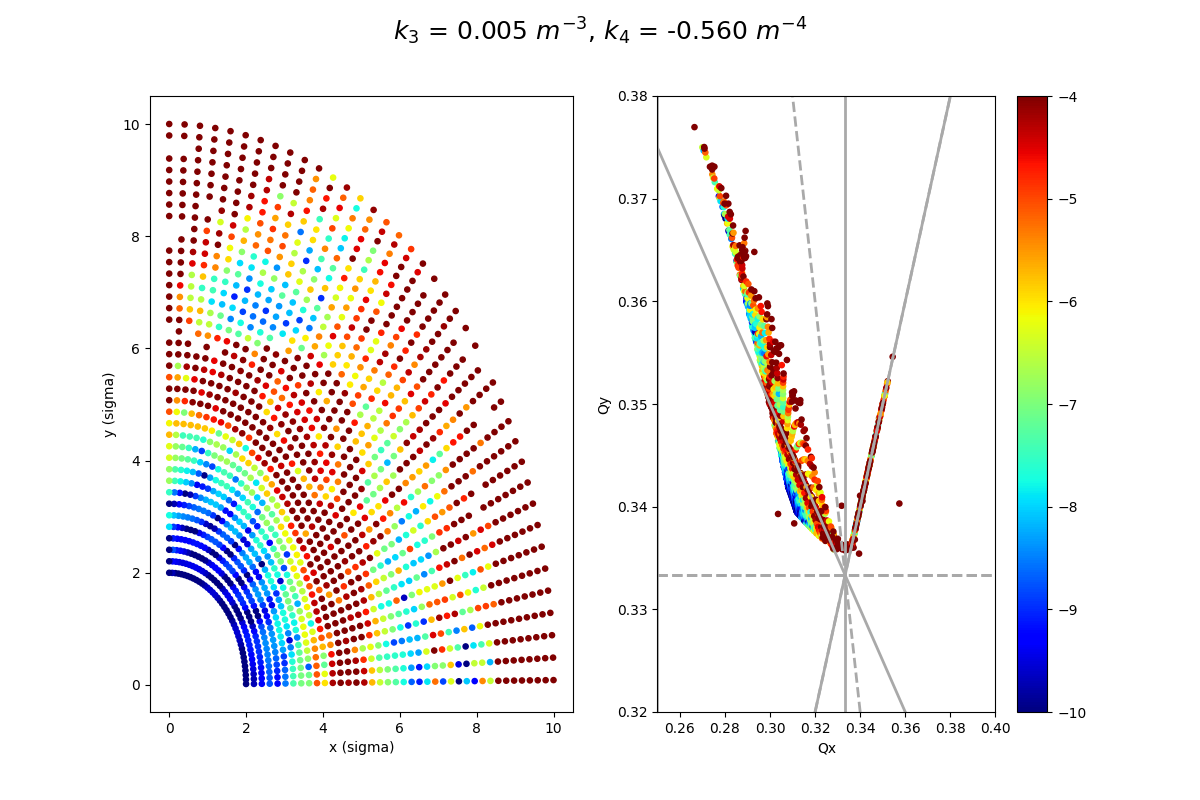 k₃ = 0.005 m⁻³, k₄ = -0.560 m⁻⁴
10
8
6
4
2
0
y (sigma)
0 2 4 6 8 10
x (sigma)
0.38
0.37
0.36
0.35
0.34
0.33
0.32
Qy
0.26 0.28 0.30 0.32 0.34 0.36 0.38 0.40
Qx
−4
−5
−6
−7
−8
−9
−10